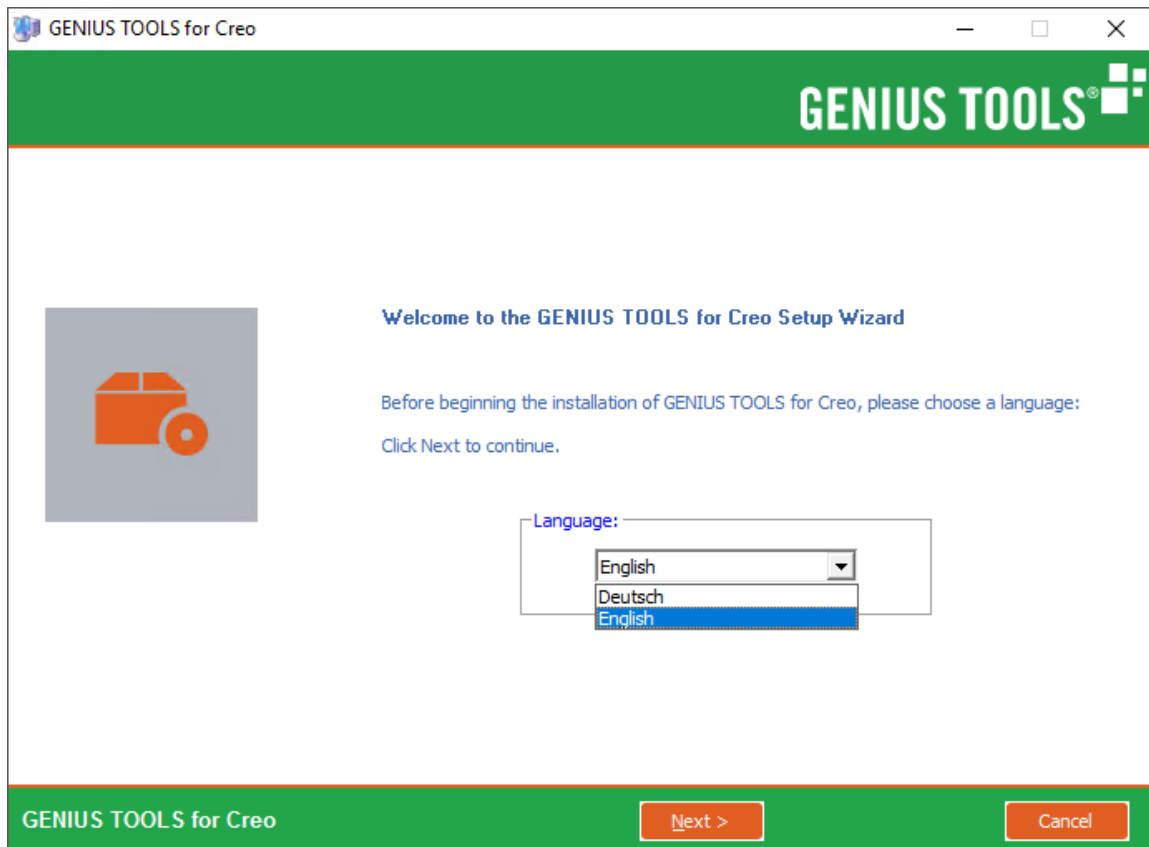 GENIUS TOOLS for Creo
GENIUS TOOLS®
Welcome to the GENIUS TOOLS for Creo Setup Wizard
Before beginning the installation of GENIUS TOOLS for Creo, please choose a language:
Click Next to continue.
Language:
English
Deutsch
English
GENIUS TOOLS for Creo
Next >
Cancel